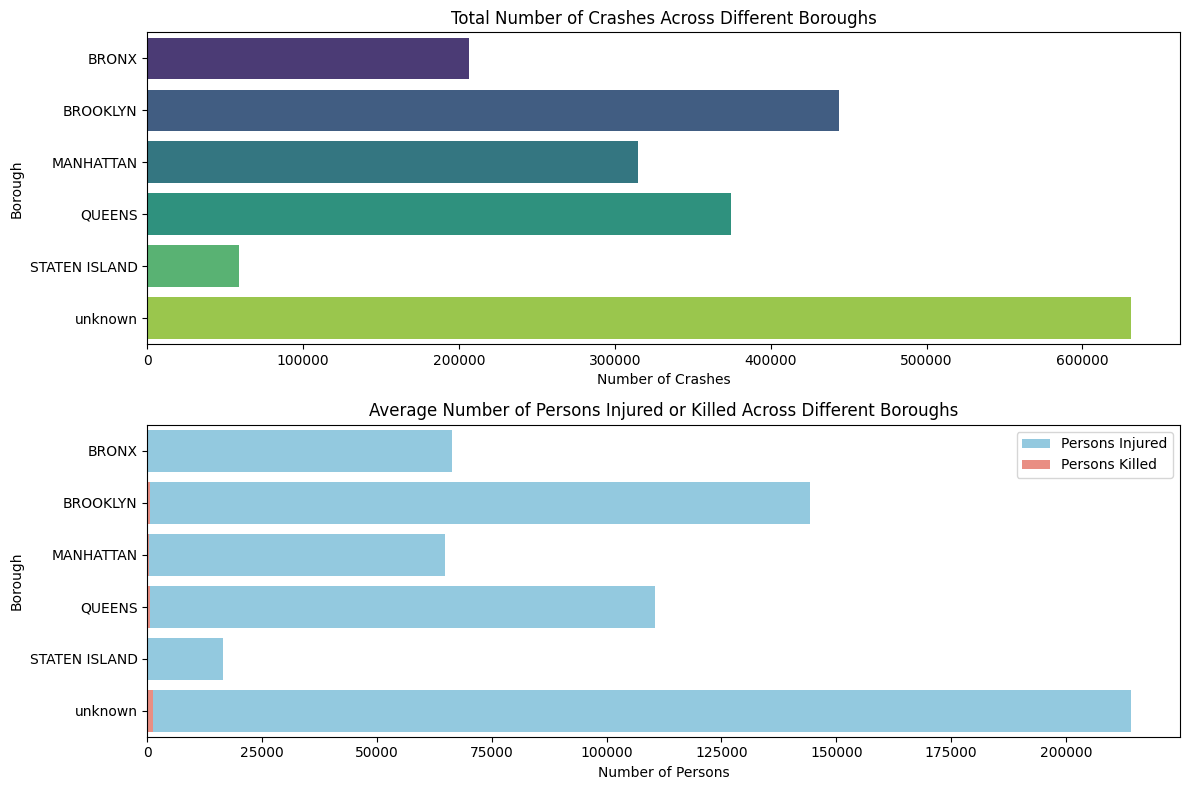 Total Number of Crashes Across Different Boroughs
Borough
BRONX
BROOKLYN
MANHATTAN
QUEENS
STATEN ISLAND
unknown
0 100000 200000 300000 400000 500000 600000
Number of Crashes
Average Number of Persons Injured or Killed Across Different Boroughs
Persons Injured
Persons Killed
Borough
BRONX
BROOKLYN
MANHATTAN
QUEENS
STATEN ISLAND
unknown
0 25000 50000 75000 100000 125000 150000 175000 200000
Number of Persons